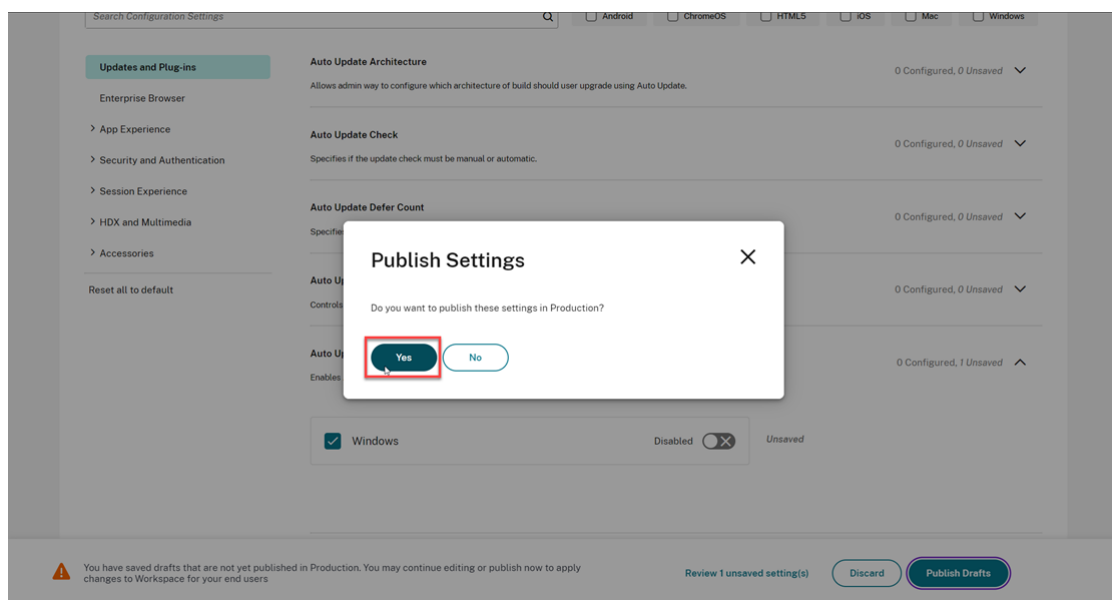 Search Configuration Settings
Android
ChromeOS
HTML5
iOS
Mac
Windows
Updates and Plug-ins
Enterprise Browser
App Experience
Security and Authentication
Session Experience
HDX and Multimedia
Accessories
Reset all to default
Auto Update Architecture
0 Configured, 0 Unsaved
Allows admin way to configure which architecture of build should user upgrade using Auto Update.
Auto Update Check
0 Configured, 0 Unsaved
Specifies if the update check must be manual or automatic.
Auto Update Defer Count
0 Configured, 0 Unsaved
Specifie
Auto Up
0 Configured, 0 Unsaved
Controls
Auto Up
0 Configured, 1 Unsaved
Enables
Publish Settings
Do you want to publish these settings in Production?
Yes
No
Windows
Disabled
Unsaved
You have saved drafts that are not yet published in Production. You may continue editing or publish now to apply
changes to Workspace for your end users
Review 1 unsaved setting(s)
Discard
Publish Drafts